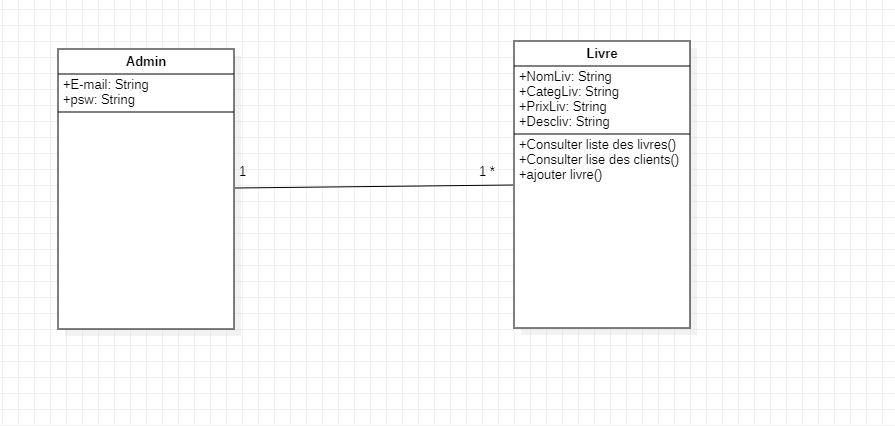 Admin
+E-mail: String
+psw: String
1
1 *
Livre
+NomLiv: String
+CategLiv: String
+PrixLiv: String
+Descliv: String
+Consulter liste des livres()
+Consulter lise des clients()
+ajouter livre()